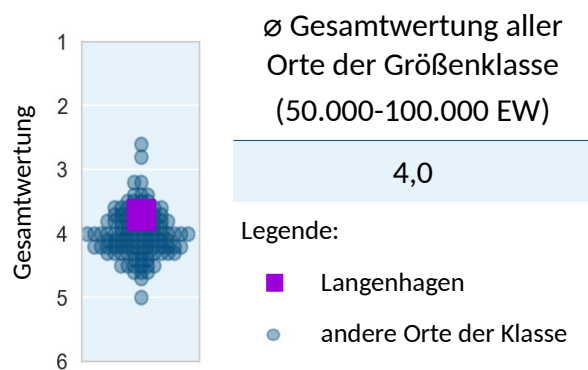 Gesamtwertung
1
2
3
4
5
6
⌀ Gesamtwertung aller
Orte der Größenklasse
(50.000-100.000 EW)
4,0
Legende:
Langenhagen
andere Orte der Klasse